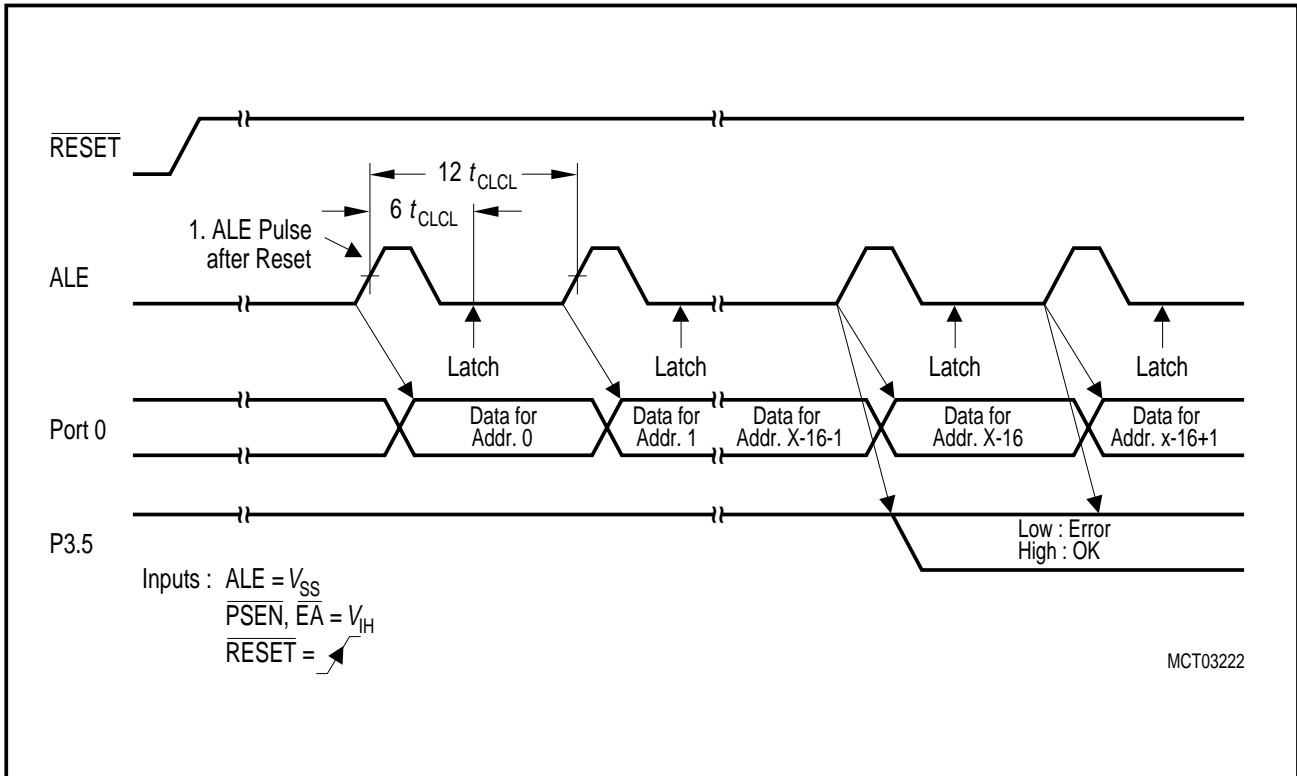 RESET
12 tCLCL
6 tCLCL
1. ALE Pulse
after Reset
ALE
Latch
Latch
Latch
Latch
Port 0
Data for
Addr. 0
Data for
Addr. 1
Data for
Addr. X-16-1
Data for
Addr. X-16
Data for
Addr. x-16+1
P3.5
Low : Error
High : OK
Inputs : ALE = VSS
PSEN, EA = VIH
RESET =
MCT03222